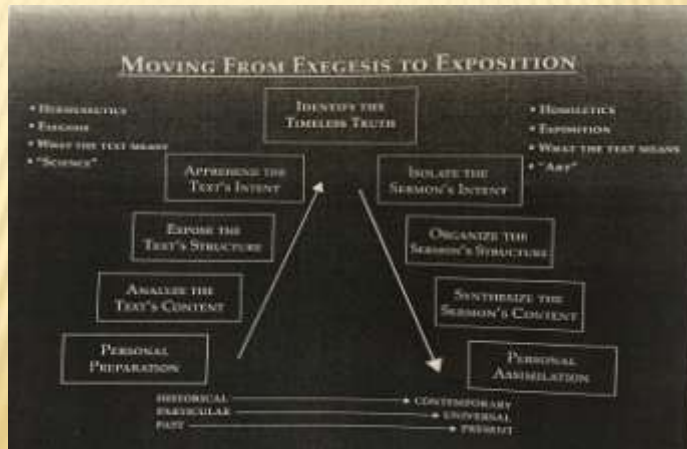 MOVING FROM EXEGESIS TO EXPOSITION
IDENTIFY THE
TIMELESS TRUTH
• HERMENEUTICS
• EXEGESIS
• WHAT THE TEXT MEANS
• "SCIENCE"
• HOMILETICS
• EXPOSITION
• WHAT THE TEXT MEANS
• "ART"
APPREHEND THE
TEXT'S INTENT
ISOLATE THE
SERMON'S INTENT
EXPOSE THE
TEXT'S STRUCTURE
ORGANIZE THE
SERMON'S STRUCTURE
ANALYZE THE
TEXT'S CONTENT
SYNTHESIZE THE
SERMON'S CONTENT
PERSONAL
PREPARATION
PERSONAL
ASSIMILATION
HISTORICAL CONTEMPORARY
PARTICULAR UNIVERSAL
PAST PRESENT